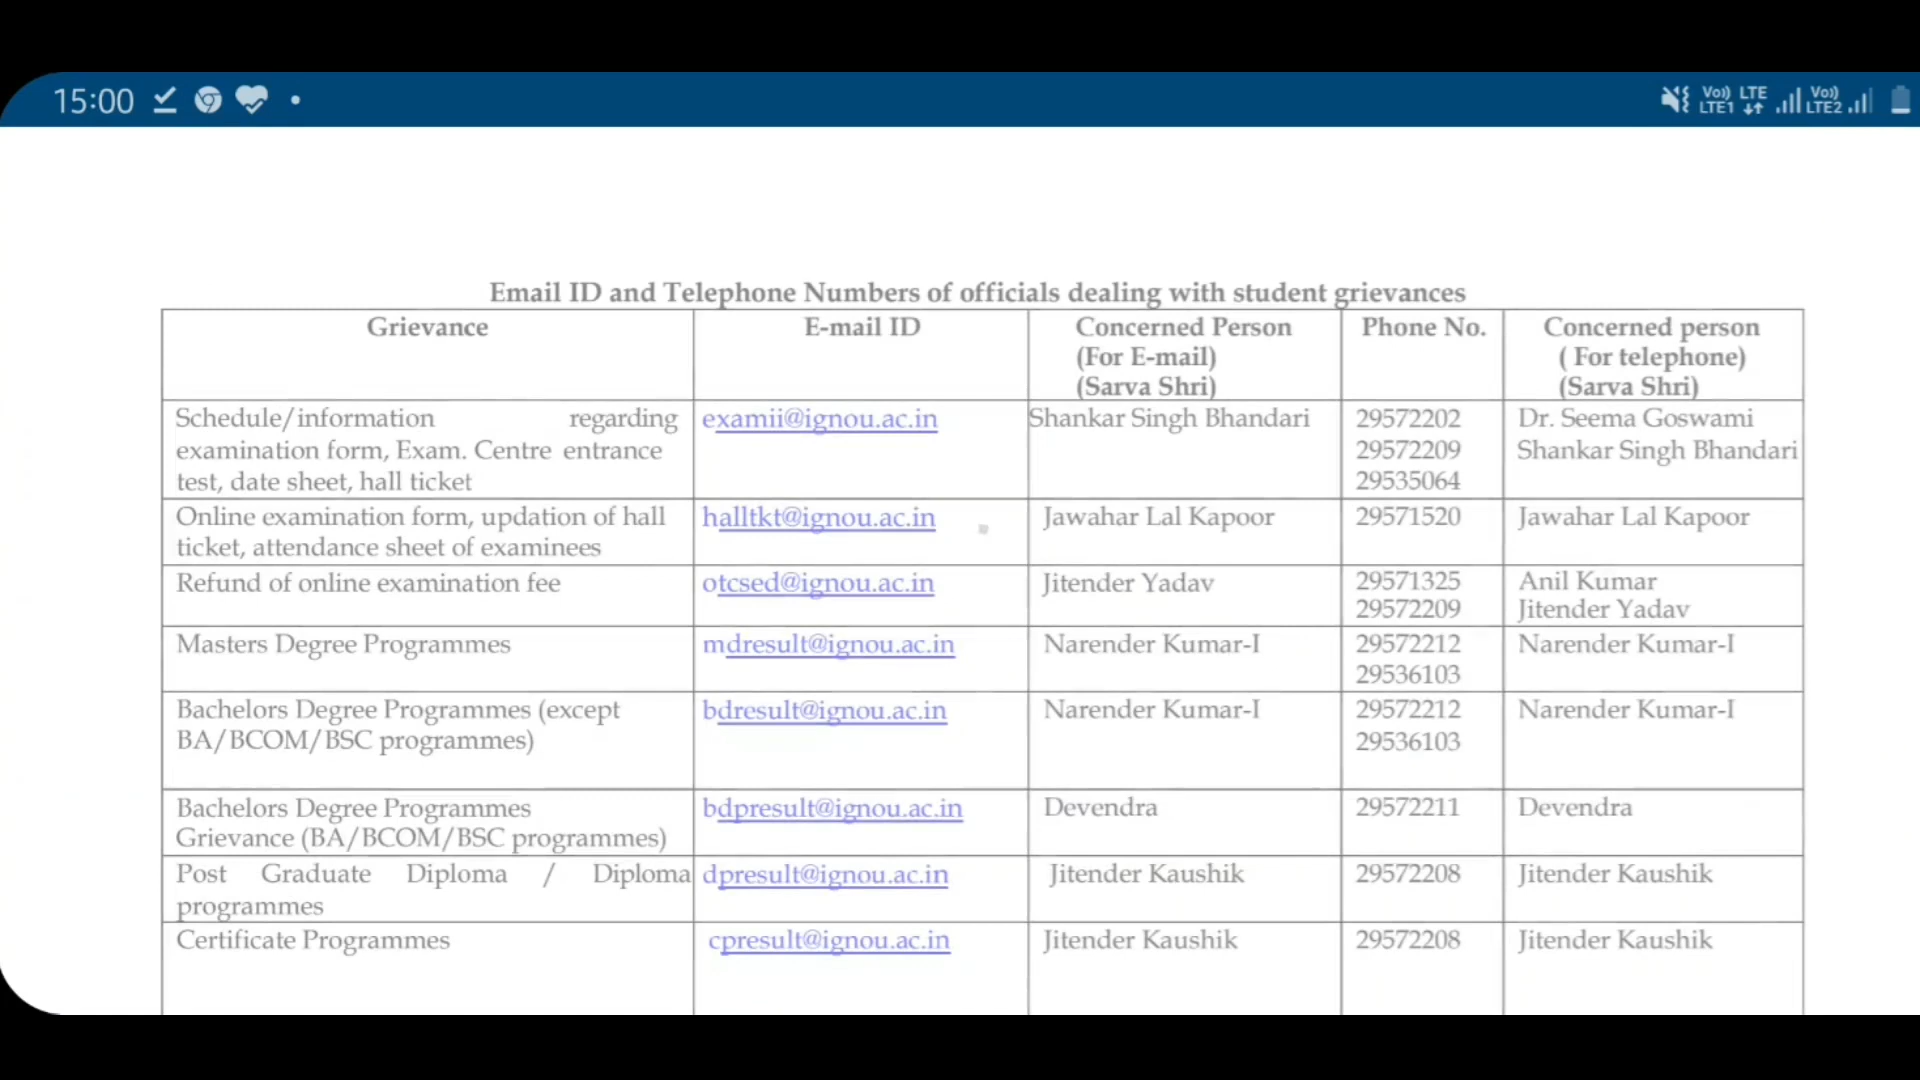 15:00
Vo)) LTE
LTE1
Vo))
LTE2
Email ID and Telephone Numbers of officials dealing with student grievances
Grievance
E-mail ID
Concerned Person
(For E-mail)
(Sarva Shri)
Phone No.
Concerned person
( For telephone)
(Sarva Shri)
Schedule/information regarding
examination form, Exam. Centre entrance
test, date sheet, hall ticket
examii@ignou.ac.in
Shankar Singh Bhandari
29572202
29572209
29535064
Dr. Seema Goswami
Shankar Singh Bhandari
Online examination form, updation of hall
ticket, attendance sheet of examinees
halltkt@ignou.ac.in
Jawahar Lal Kapoor
29571520
Jawahar Lal Kapoor
Refund of online examination fee
otcsed@ignou.ac.in
Jitender Yadav
29571325
29572209
Anil Kumar
Jitender Yadav
Masters Degree Programmes
mdresult@ignou.ac.in
Narender Kumar-I
29572212
29536103
Narender Kumar-I
Bachelors Degree Programmes (except
BA/BCOM/BSC programmes)
bdresult@ignou.ac.in
Narender Kumar-I
29572212
29536103
Narender Kumar-I
Bachelors Degree Programmes
Grievance (BA/BCOM/BSC programmes)
bdpresult@ignou.ac.in
Devendra
29572211
Devendra
Post Graduate Diploma / Diploma
programmes
dpresult@ignou.ac.in
Jitender Kaushik
29572208
Jitender Kaushik
Certificate Programmes
cpresult@ignou.ac.in
Jitender Kaushik
29572208
Jitender Kaushik